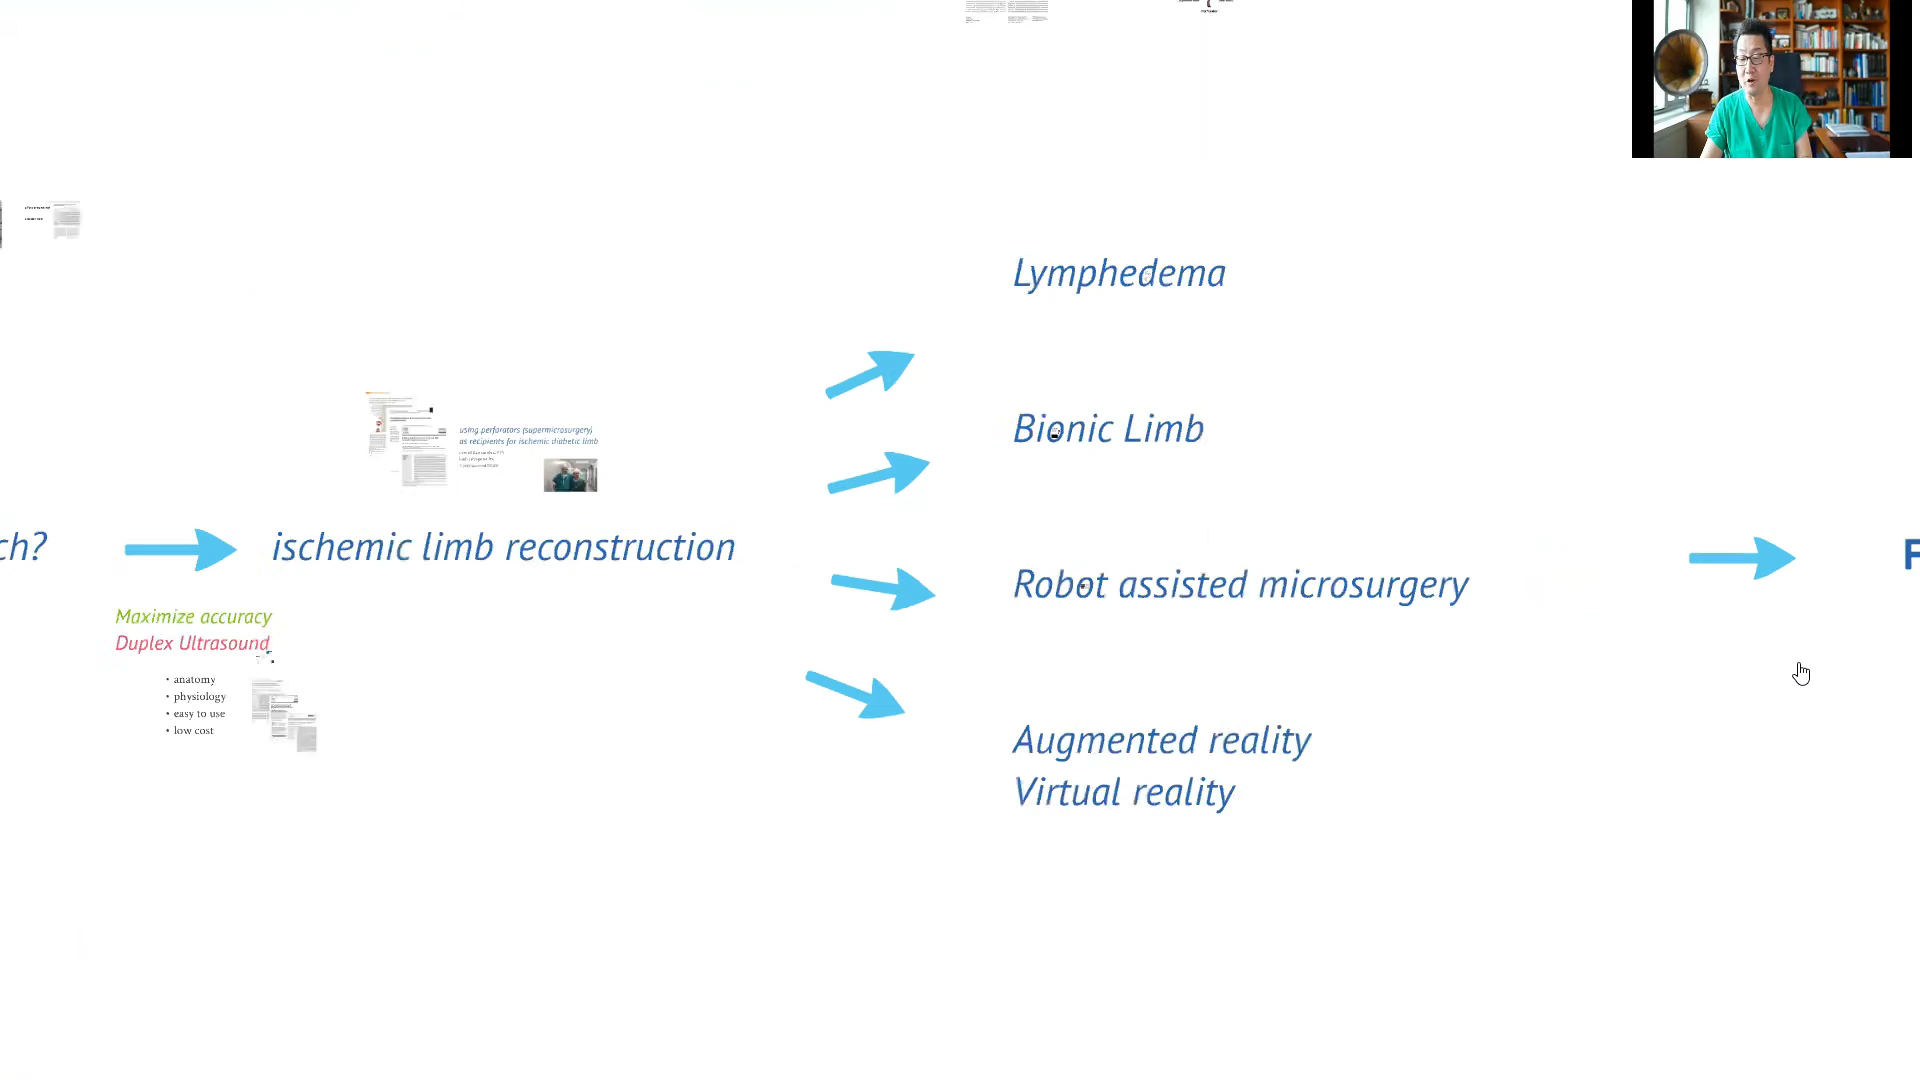 ch?
ischemic limb reconstruction
using perforators (supermicrosurgery)
as recipients for ischemic diabetic limb
Maximize accuracy
Duplex Ultrasound
• anatomy
• physiology
• easy to use
• low cost
Lymphedema
Bionic Limb
Robot assisted microsurgery
Augmented reality
Virtual reality
F